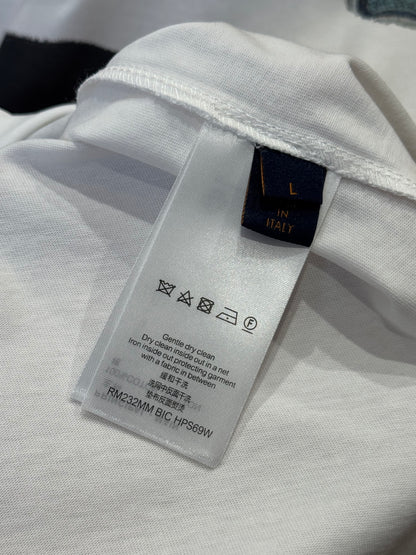 L
IN
ITALY
Gentle dry clean
Dry clean inside out in a net
Iron inside out protecting garment
with a fabric in between
缓和干洗
选网中反面干洗
垫布反面熨烫
RM232MM BIC HPS69W